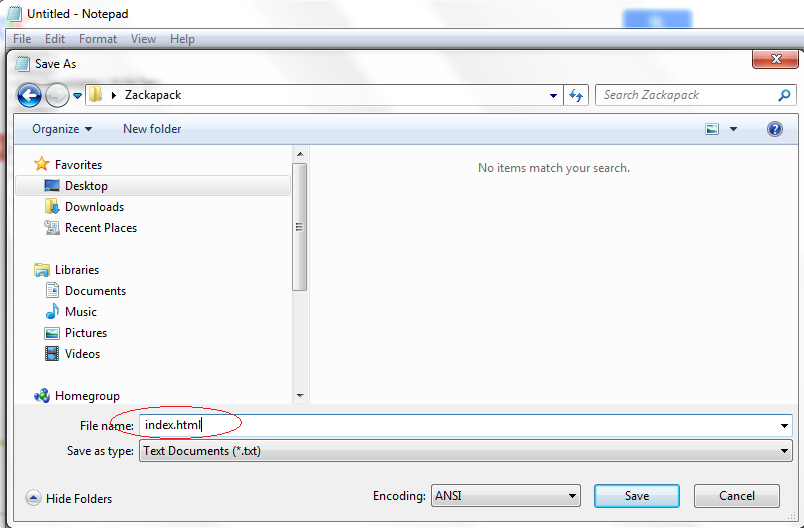 Untitled - Notepad
File Edit Format View Help
Save As
Zackapack
Search Zackapack
Organize New folder
Favorites
Desktop
Downloads
Recent Places
Libraries
Documents
Music
Pictures
Videos
Homegroup
No items match your search.
File name: index.html
Save as type: Text Documents (*.txt)
Hide Folders
Encoding: ANSI
Save
Cancel